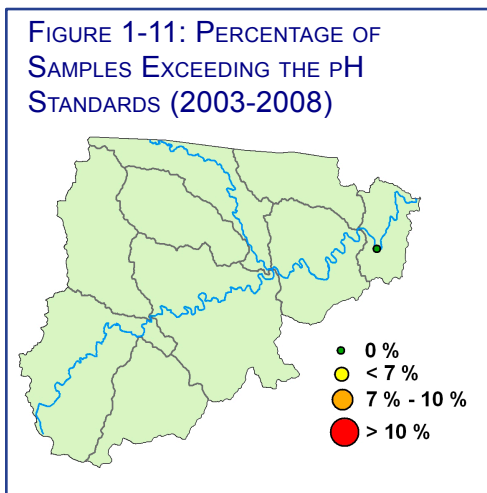 FIGURE 1-11: PERCENTAGE OF
SAMPLES EXCEEDING THE PH
STANDARDS (2003-2008)
0 %
< 7 %
7 % - 10 %
> 10 %